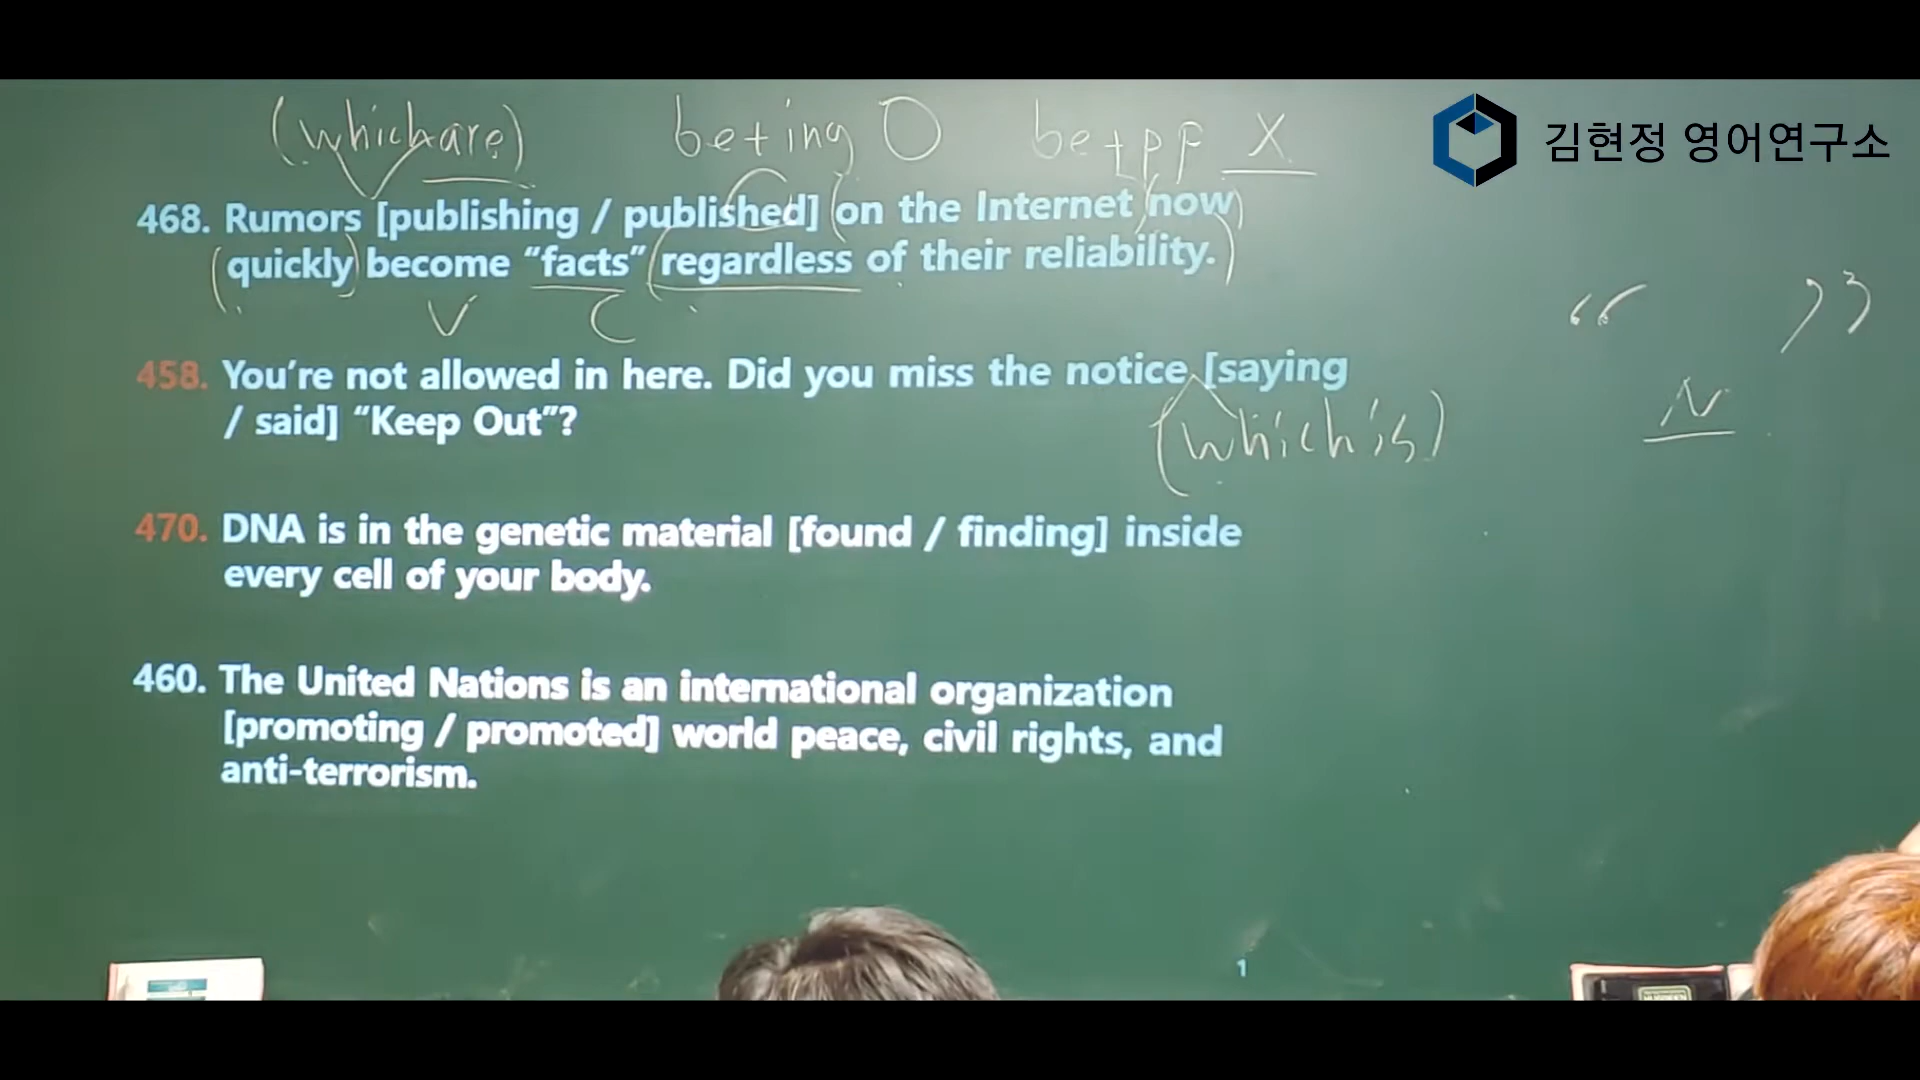 김현정 영어연구소
(which are) be + ing O be + pp X
468. Rumors [publishing / published] on the Internet now
quickly become “facts” regardless of their reliability.
V C
“ ”
458. You’re not allowed in here. Did you miss the notice [saying
/ said] “Keep Out”?
(which is)
N
470. DNA is in the genetic material [found / finding] inside
every cell of your body.
460. The United Nations is an international organization
[promoting / promoted] world peace, civil rights, and
anti-terrorism.
1